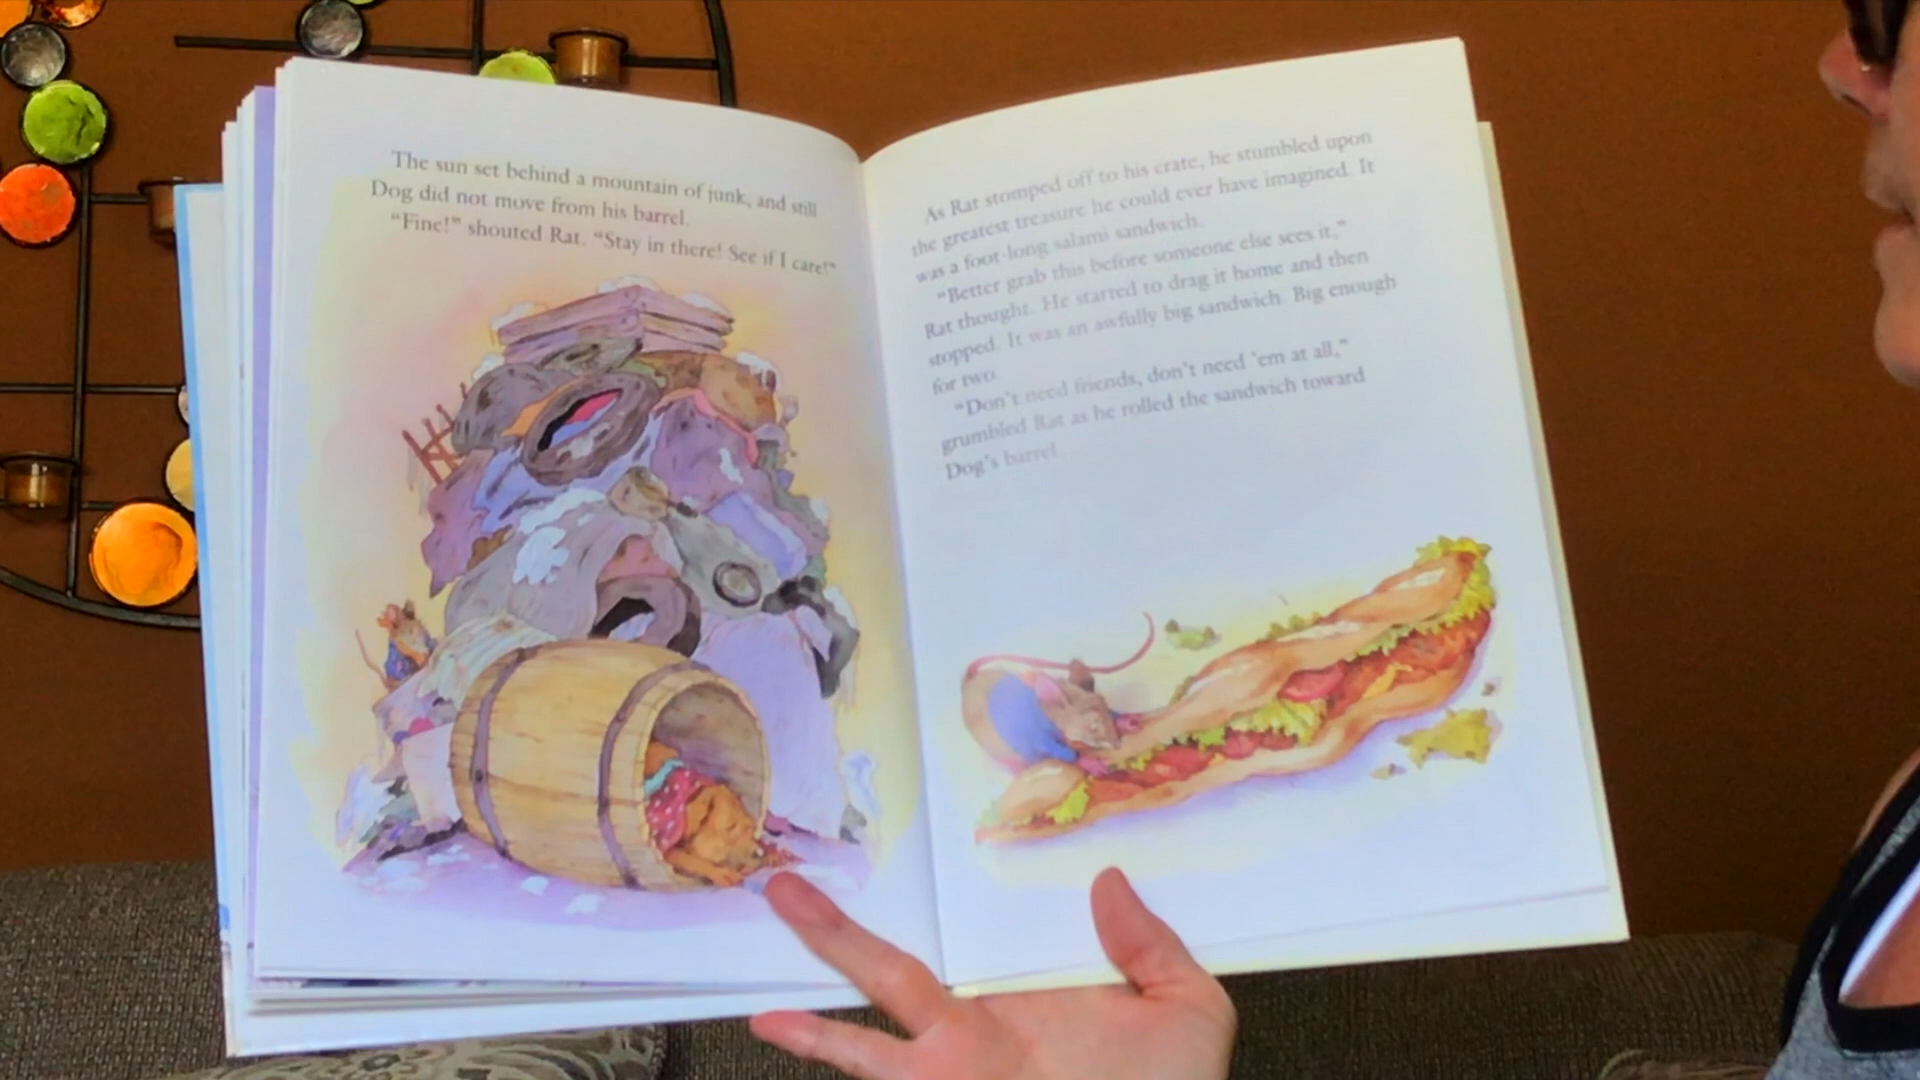 The sun set behind a mountain of junk, and still
Dog did not move from his barrel.
“Fine!” shouted Rat. “Stay in there! See if I care!”
As Rat stomped off to his crate, he stumbled upon
the greatest treasure he could ever have imagined. It
was a foot-long salami sandwich.
“Better grab this before someone else sees it,”
Rat thought. He started to drag it home and then
stopped. It was an awfully big sandwich. Big enough
for two.
“Don’t need friends, don’t need ’em at all,”
grumbled Rat as he rolled the sandwich toward
Dog’s barrel.